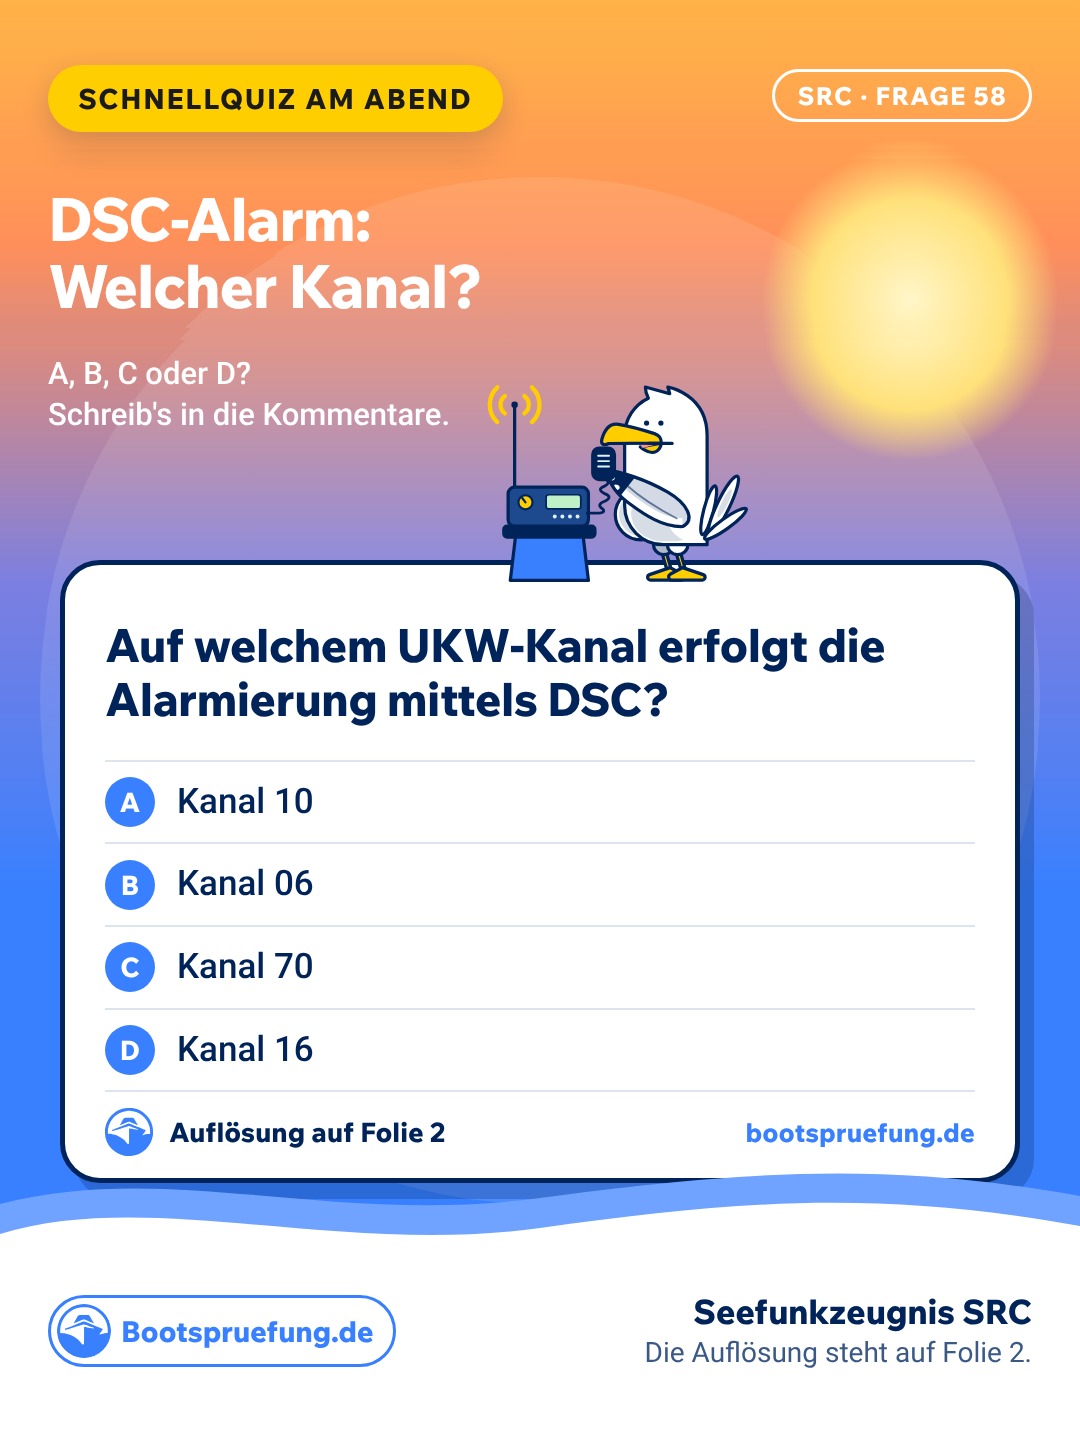 SCHNELLQUIZ AM ABEND
SRC · FRAGE 58
DSC-Alarm:
Welcher Kanal?
A, B, C oder D?
Schreib's in die Kommentare.
Auf welchem UKW-Kanal erfolgt die
Alarmierung mittels DSC?
A Kanal 10
B Kanal 06
C Kanal 70
D Kanal 16
Auflösung auf Folie 2
bootspruefung.de
Bootspruefung.de
Seefunkzeugnis SRC
Die Auflösung steht auf Folie 2.